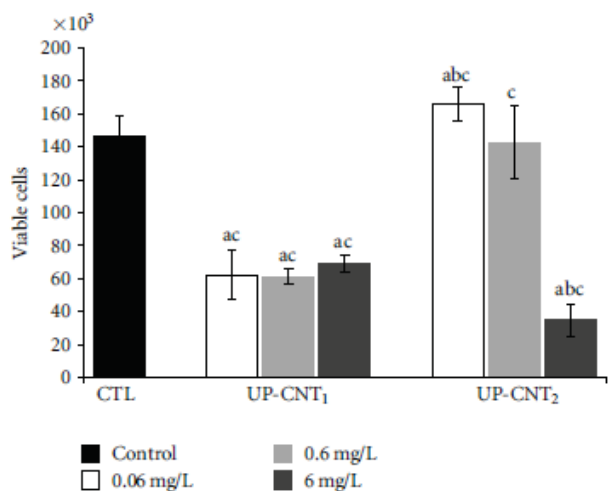 ×10³
200
180
160
140
120
100
80
60
40
20
0
Viable cells
ac
ac
ac
abc
c
abc
CTL
UP-CNT₁
UP-CNT₂
Control
0.6 mg/L
0.06 mg/L
6 mg/L